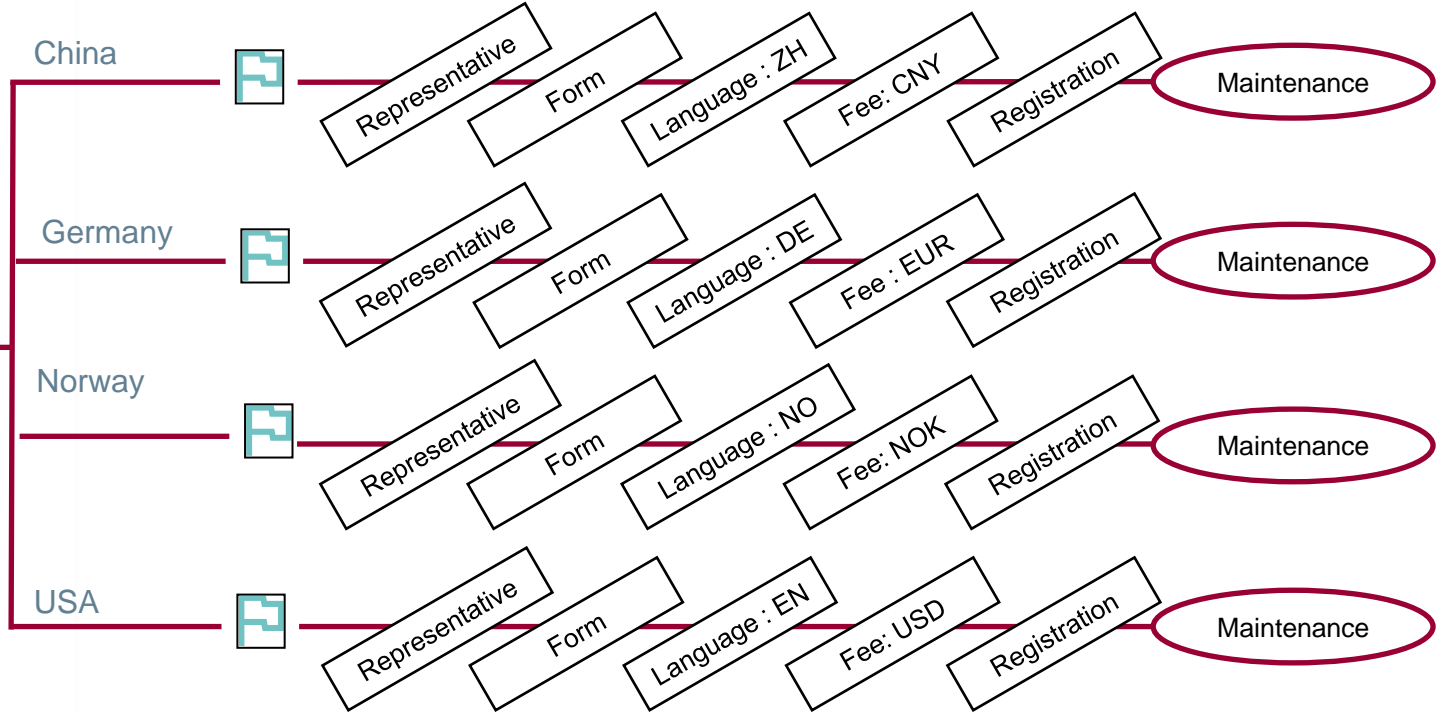 China
Representative
Form
Language : ZH
Fee: CNY
Registration
Maintenance
Germany
Representative
Form
Language : DE
Fee : EUR
Registration
Maintenance
Norway
Representative
Form
Language : NO
Fee: NOK
Registration
Maintenance
USA
Representative
Form
Language : EN
Fee: USD
Registration
Maintenance